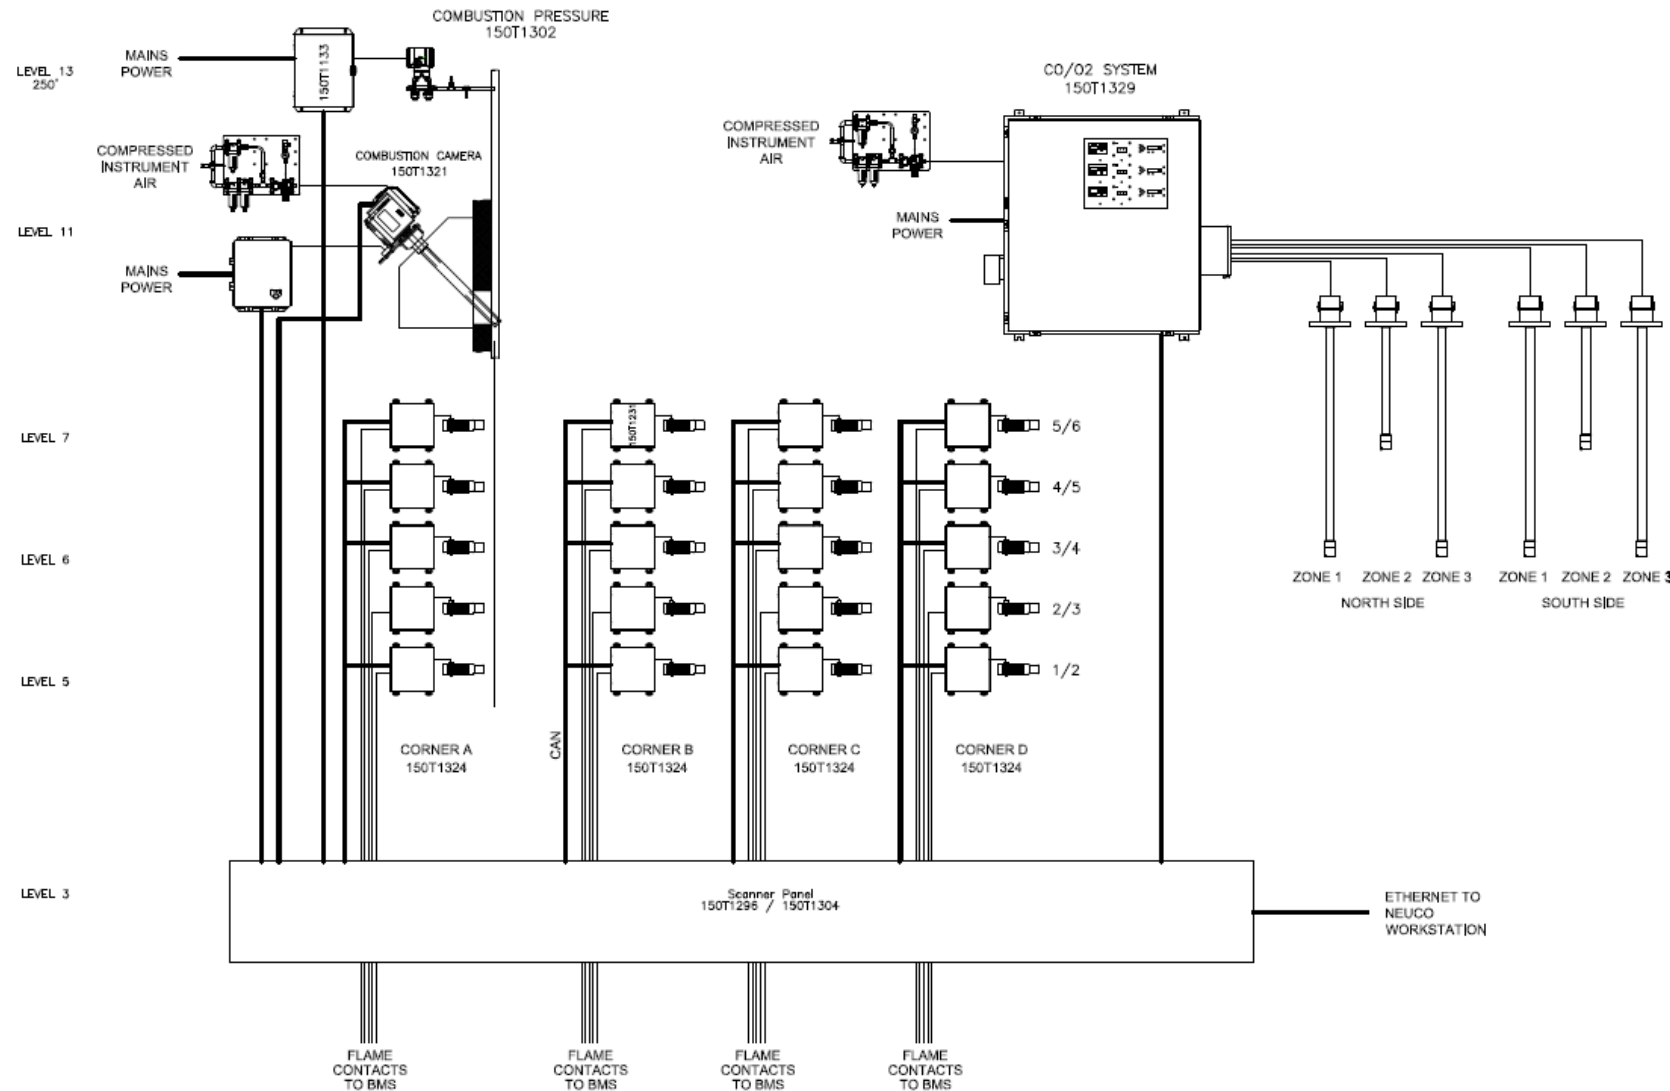 COMBUSTION PRESSURE
150T1302
MAINS
POWER
150T1133
LEVEL 13
250°
CO/O2 SYSTEM
150T1329
COMPRESSED
INSTRUMENT
AIR
COMBUSTION CAMERA
150T1321
COMPRESSED
INSTRUMENT
AIR
LEVEL 11
MAINS
POWER
MAINS
POWER
LEVEL 7
150T1231
5/6
4/5
LEVEL 6
3/4
2/3
LEVEL 5
1/2
ZONE 1
ZONE 2
ZONE 3
ZONE 1
ZONE 2
ZONE 3
NORTH SIDE
SOUTH SIDE
CAN
CORNER A
150T1324
CORNER B
150T1324
CORNER C
150T1324
CORNER D
150T1324
LEVEL 3
Scanner Panel
150T1296 / 150T1304
ETHERNET TO
NEUCO
WORKSTATION
FLAME
CONTACTS
TO BMS
FLAME
CONTACTS
TO BMS
FLAME
CONTACTS
TO BMS
FLAME
CONTACTS
TO BMS